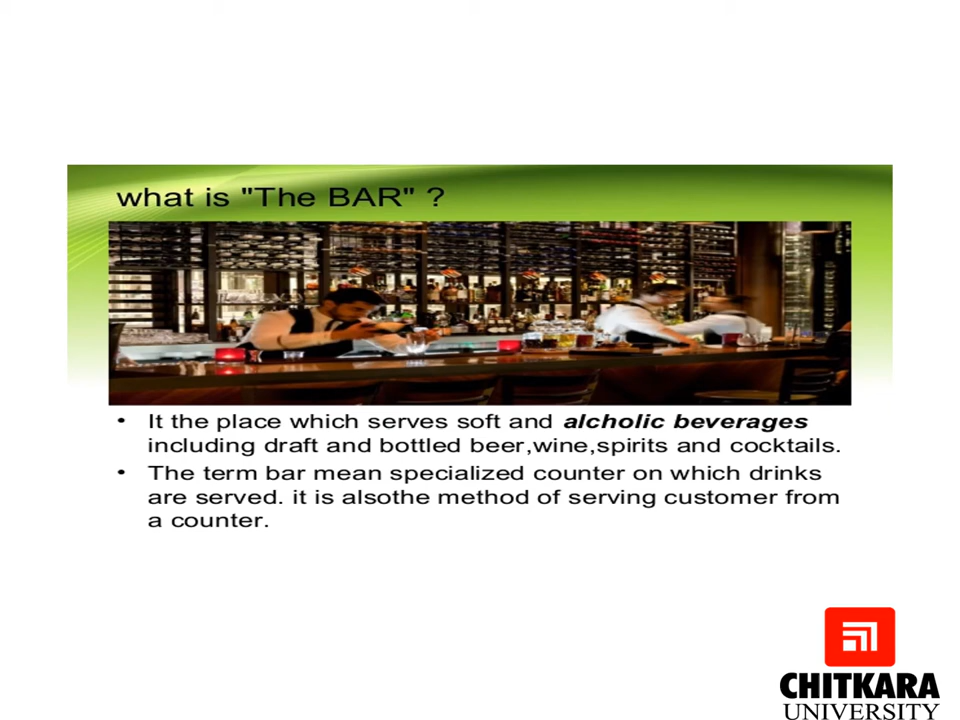 what is "The BAR" ?
• It the place which serves soft and alcholic beverages
including draft and bottled beer,wine,spirits and cocktails.
• The term bar mean specialized counter on which drinks
are served. it is alsothe method of serving customer from
a counter.
CHITKARA
UNIVERSITY